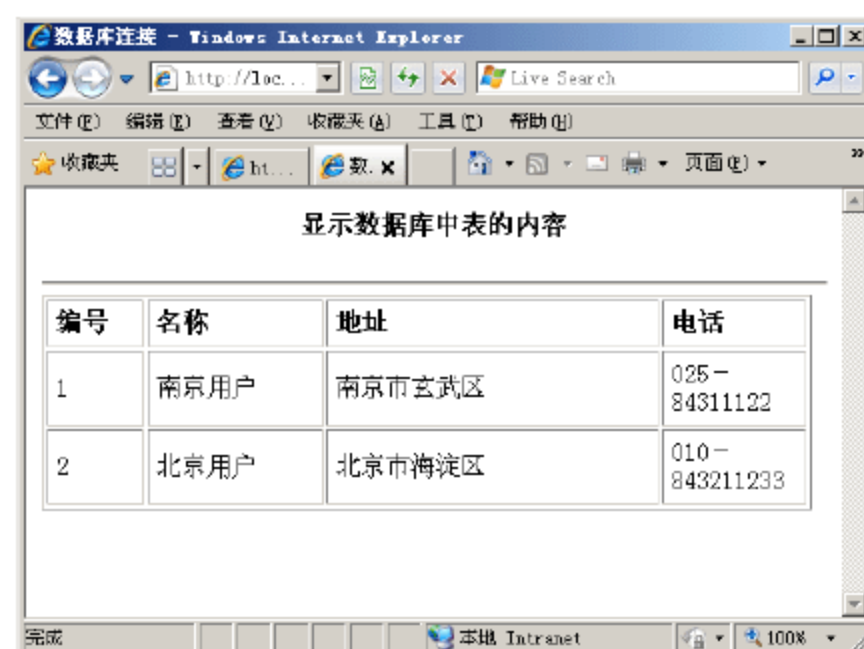 数据库连接 - Windows Internet Explorer
http://loc... Live Search
文件(F) 编辑(E) 查看(V) 收藏夹(A) 工具(T) 帮助(H)
收藏夹 ht... 数. 页面(P) »
显示数据库中表的内容
编号 名称 地址 电话
1 南京用户 南京市玄武区 025-
84311122
2 北京用户 北京市海淀区 010-
843211233
完成 本地 Intranet 100%